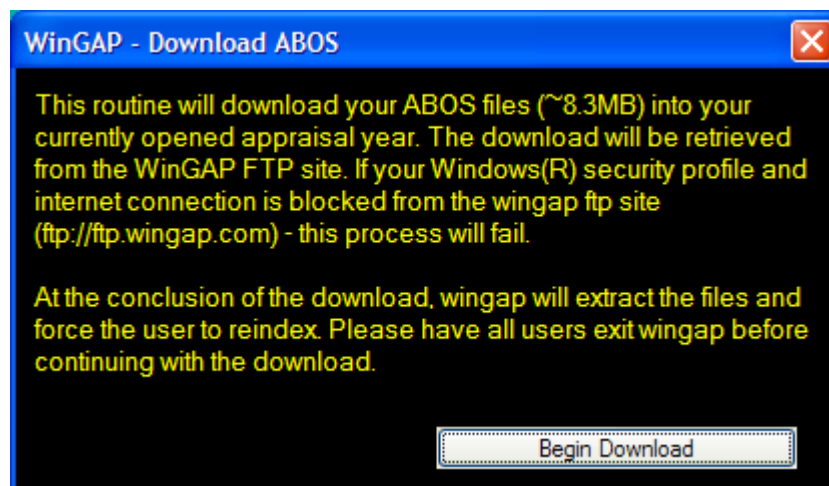 WinGAP - Download ABOS
This routine will download your ABOS files (~8.3MB) into your
currently opened appraisal year. The download will be retrieved
from the WinGAP FTP site. If your Windows(R) security profile and
internet connection is blocked from the wingap ftp site
(ftp://ftp.wingap.com) - this process will fail.
At the conclusion of the download, wingap will extract the files and
force the user to reindex. Please have all users exit wingap before
continuing with the download.
Begin Download